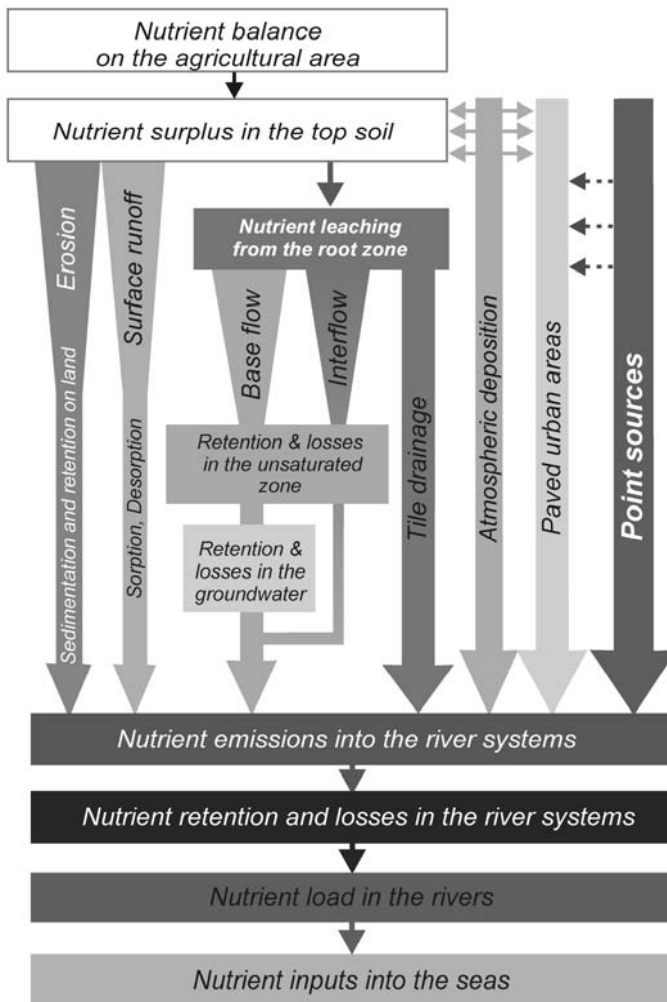 Nutrient balance
on the agricultural area
Nutrient surplus in the top soil
Erosion
Sedimentation and retention on land
Surface runoff
Sorption, Desorption
Nutrient leaching
from the root zone
Base flow
Interflow
Retention & losses
in the unsaturated
zone
Retention &
losses in the
groundwater
Tile drainage
Atmospheric deposition
Paved urban areas
Point sources
Nutrient emissions into the river systems
Nutrient retention and losses in the river systems
Nutrient load in the rivers
Nutrient inputs into the seas